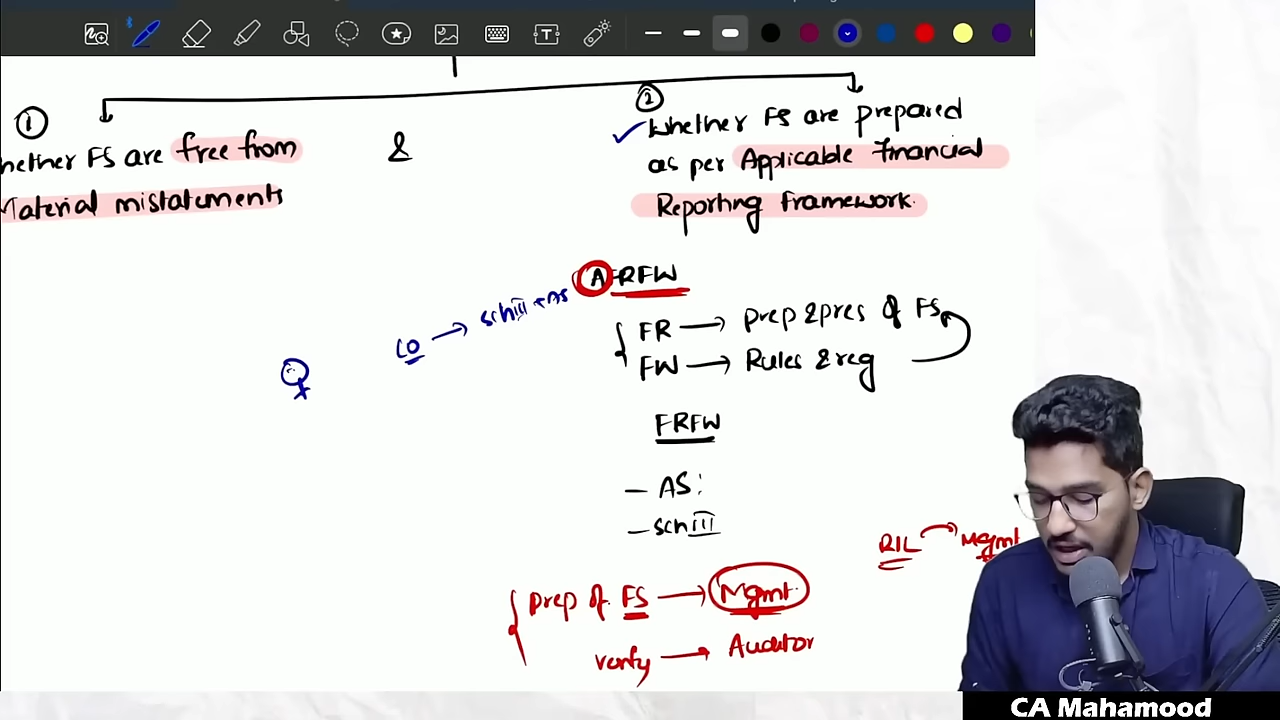 ①
②
hether FS are free from
Material mistatements
&
Whether FS are prepared
as per Applicable Financial
Reporting Framework.
AFRFW
CO → Sch III + AS
FR → Prep & pres of FS
FW → Rules & reg
FRFW
- AS:
- Sch III
RIL → Mgmt
Prep of FS → Mgmt.
verify → Auditor
CA Mahamood